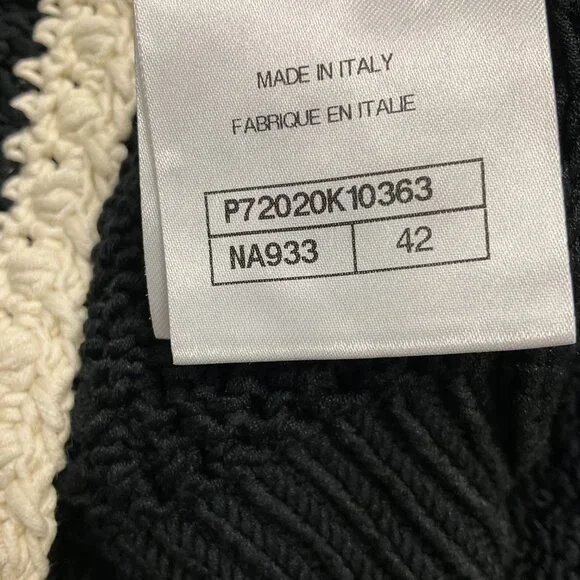 MADE IN ITALY
FABRIQUE EN ITALIE
P72020K10363
NA933 42